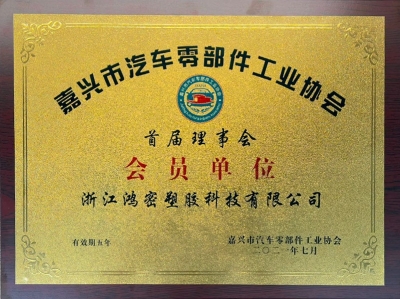 嘉兴市汽车零部件工业协会
首届理事会
会员单位
浙江鸿密塑胶科技有限公司
有效期五年
嘉兴市汽车零部件工业协会
二〇二一年七月